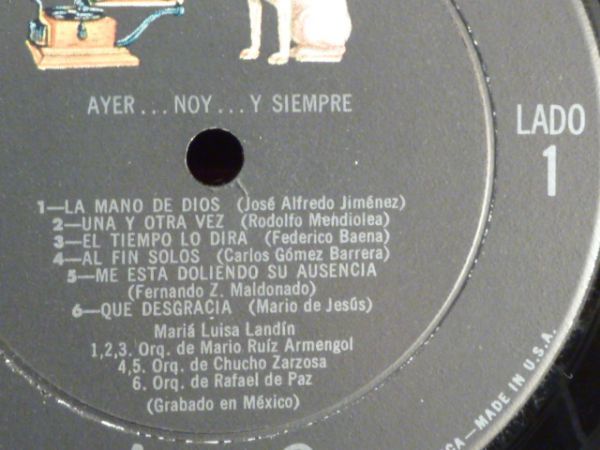 AYER... NOY... Y SIEMPRE
LADO
1
1—LA MANO DE DIOS (José Alfredo Jiménez)
2—UNA Y OTRA VEZ (Rodolfo Mendiolea)
3—EL TIEMPO LO DIRA (Federico Baena)
4—AL FIN SOLOS (Carlos Gómez Barrera)
5—ME ESTA DOLIENDO SU AUSENCIA
(Fernando Z. Maldonado)
6—QUE DESGRACIA (Mario de Jesús)
Mariá Luisa Landín
1,2,3. Orq. de Mario Ruíz Armengol
4,5. Orq. de Chucho Zarzosa
6. Orq. de Rafael de Paz
(Grabado en México)
MADE IN U.S.A.